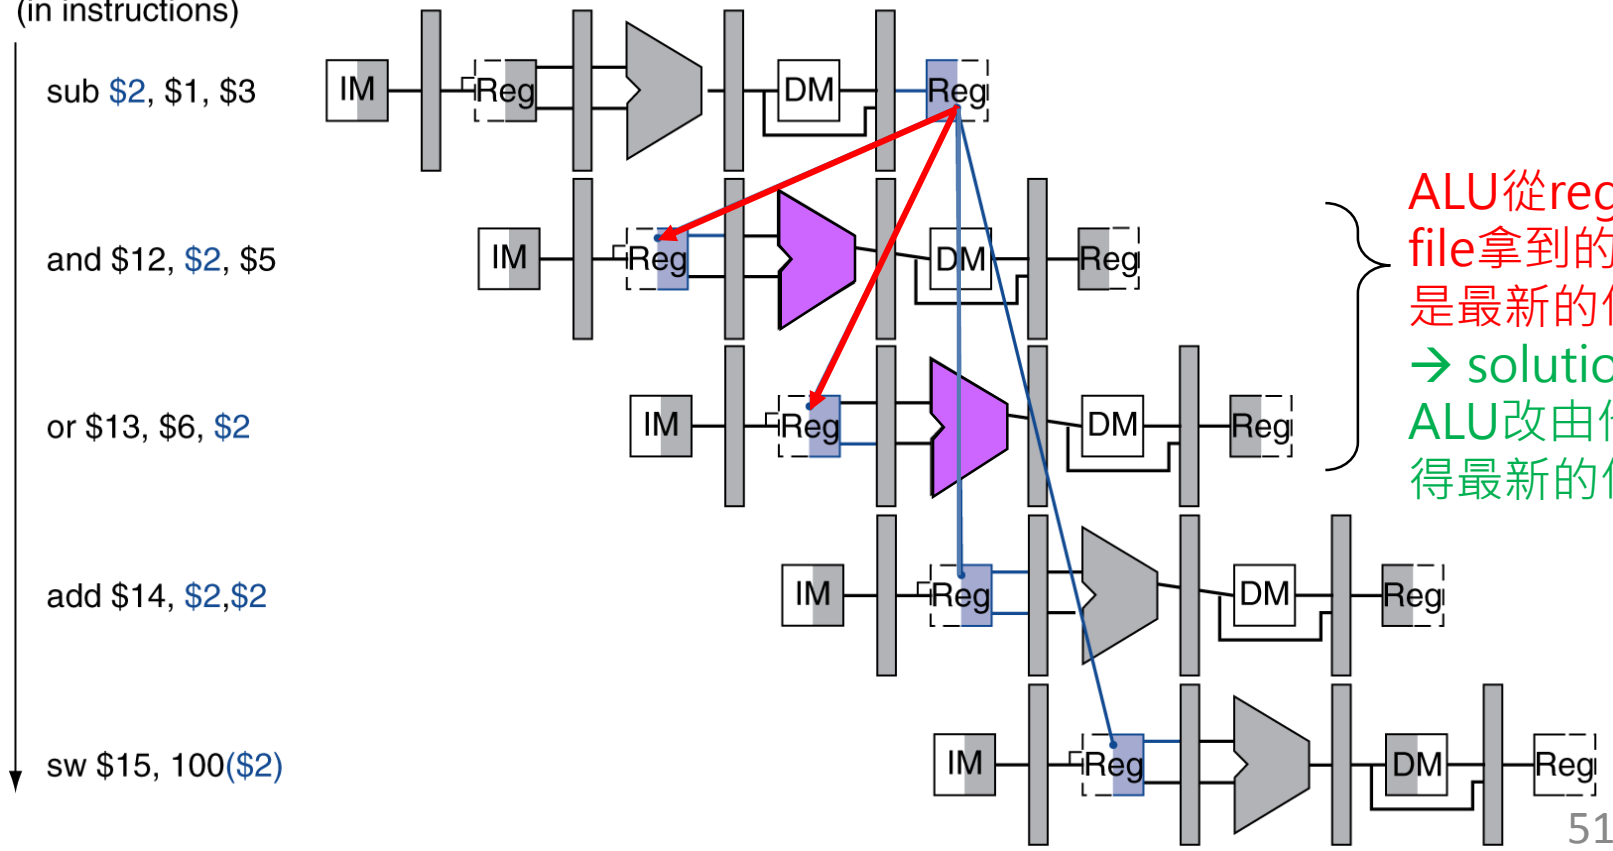 (in instructions)
sub $2, $1, $3
IM Reg DM Reg
and $12, $2, $5
IM Reg DM Reg
or $13, $6, $2
IM Reg DM Reg
add $14, $2,$2
IM Reg DM Reg
sw $15, 100($2)
IM Reg DM Reg
ALU從reg
file拿到的
是最新的
→ solutio
ALU改由
得最新的
51